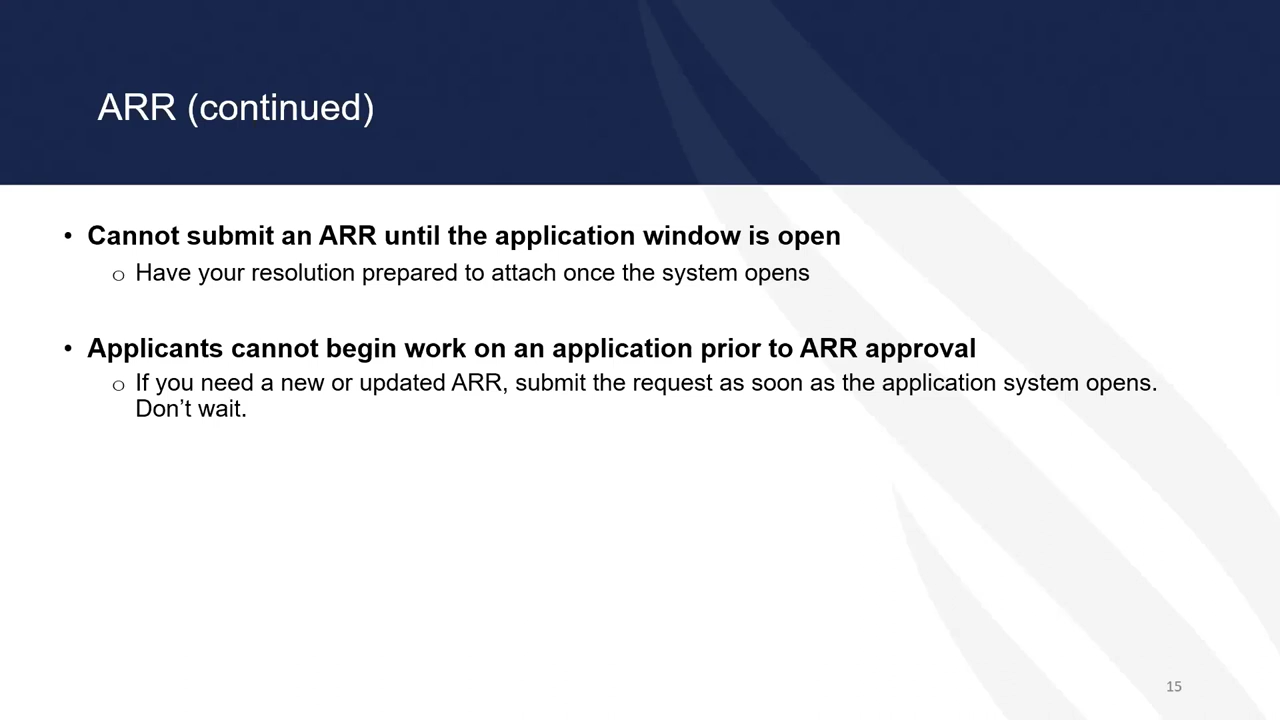 ARR (continued)
• Cannot submit an ARR until the application window is open
o Have your resolution prepared to attach once the system opens
• Applicants cannot begin work on an application prior to ARR approval
o If you need a new or updated ARR, submit the request as soon as the application system opens.
Don’t wait.
15